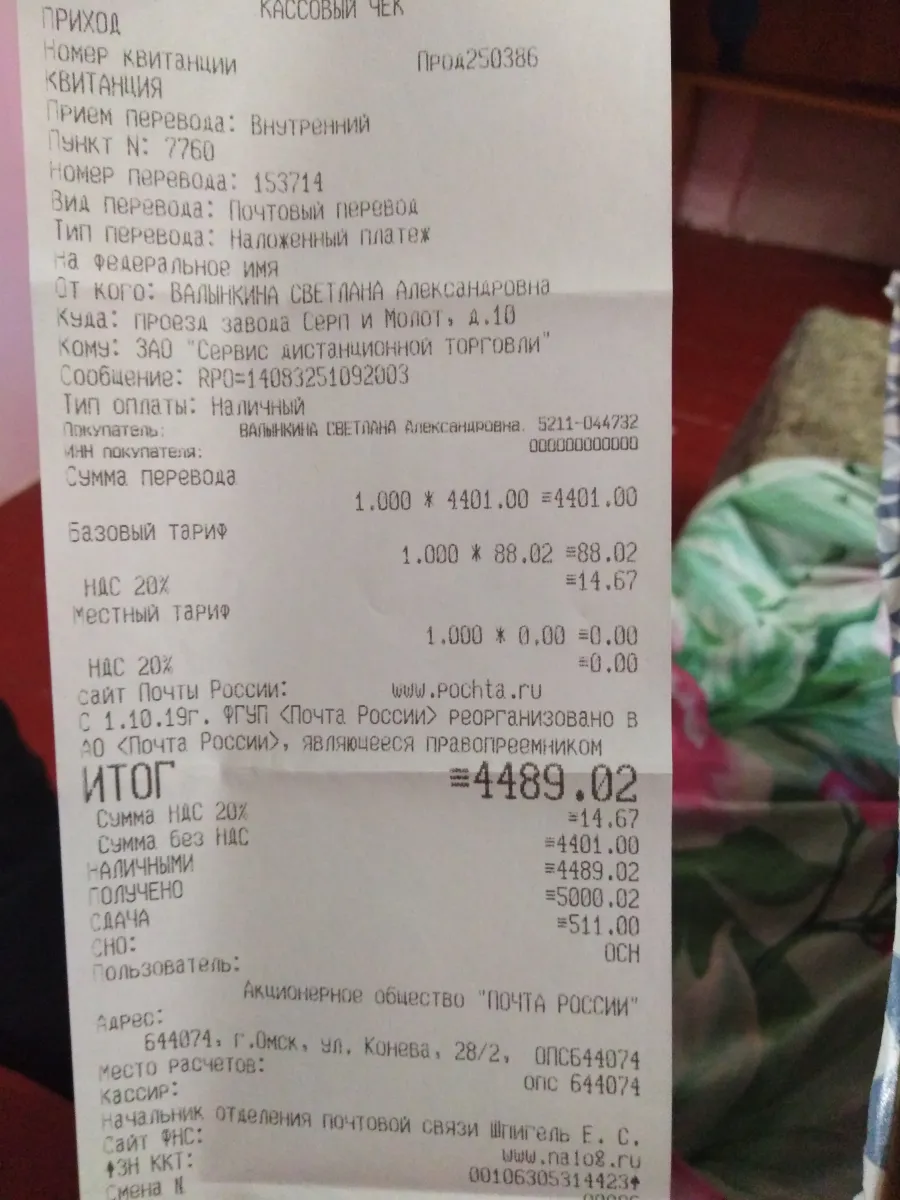 КАССОВЫЙ ЧЕК
ПРИХОД
Номер квитанции Прод250386
КВИТАНЦИЯ
Прием перевода: Внутренний
Пункт N: 7760
Номер перевода: 153714
Вид перевода: Почтовый перевод
Тип перевода: Наложенный платеж
на федеральное имя
От кого: ВАЛЫНКИНА СВЕТЛАНА Александровна
Куда: проезд завода Серп и Молот, д.10
Кому: ЗАО "Сервис дистанционной торговли"
Сообщение: RPO=14083251092003
Тип оплаты: Наличный
Покупатель: ВАЛЫНКИНА СВЕТЛАНА Александровна. 5211-044732
ИНН покупателя: 000000000000
Сумма перевода
1.000 * 4401.00 ≡4401.00
Базовый тариф
1.000 * 88.02 ≡88.02
НДС 20% ≡14.67
Местный тариф
1.000 * 0.00 ≡0.00
НДС 20% ≡0.00
сайт Почты России: www.pochta.ru
С 1.10.19г. ФГУП <Почта России> реорганизовано в
АО <Почта России>, являющееся правопреемником
ИТОГ ≡4489.02
Сумма НДС 20% ≡14.67
Сумма без НДС ≡4401.00
НАЛИЧНЫМИ ≡4489.02
ПОЛУЧЕНО ≡5000.02
СДАЧА ≡511.00
СНО: ОСН
Пользователь:
Акционерное общество "ПОЧТА РОССИИ"
Адрес:
644074, г.Омск, ул. Конева, 28/2, ОПС644074
Место расчетов: опс 644074
Кассир:
Начальник отделения почтовой связи Шпигель Е. С.
Сайт ФНС: www.nalog.ru
ЗН ККТ: 00106305314423
Смена N